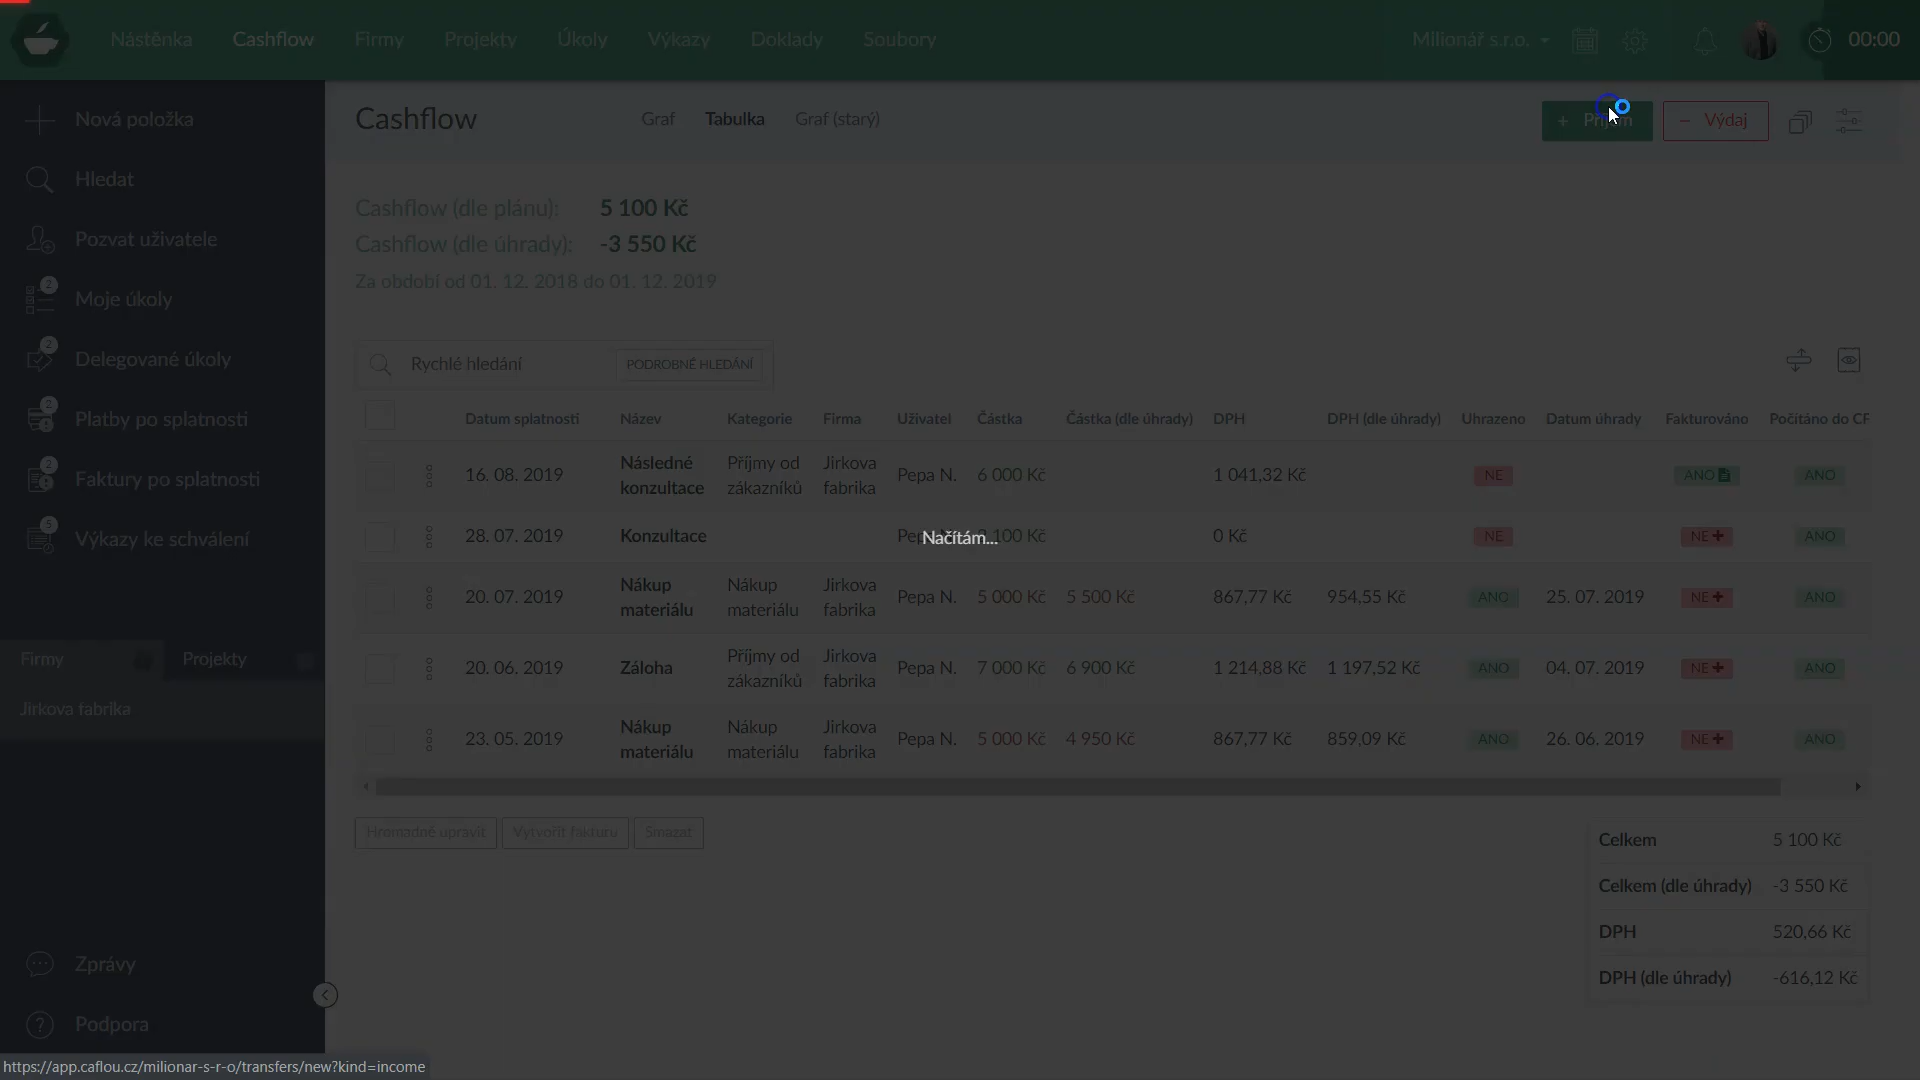 Nástěnka Cashflow Firmy Projekty Úkoly Výkazy Doklady Soubory Milionář s.r.o. 00:00
Nová položka
Hledat
Pozvat uživatele
2
Moje úkoly
2
Delegované úkoly
2
Platby po splatnosti
2
Faktury po splatnosti
5
Výkazy ke schválení
Firmy Projekty
Jirkova fabrika
Zprávy
Podpora
Cashflow Graf Tabulka Graf (starý) + Příjem − Výdaj
Cashflow (dle plánu): 5 100 Kč
Cashflow (dle úhrady): -3 550 Kč
Za období od 01. 12. 2018 do 01. 12. 2019
Rychlé hledání PODROBNÉ HLEDÁNÍ
Datum splatnosti Název Kategorie Firma Uživatel Částka Částka (dle úhrady) DPH DPH (dle úhrady) Uhrazeno Datum úhrady Fakturováno Počítáno do CF
16. 08. 2019 Následné konzultace Příjmy od zákazníků Jirkova fabrika Pepa N. 6 000 Kč 1 041,32 Kč NE ANO ANO
28. 07. 2019 Konzultace 100 Kč 0 Kč NE NE + ANO
Načítám...
20. 07. 2019 Nákup materiálu Nákup materiálu Jirkova fabrika Pepa N. 5 000 Kč 5 500 Kč 867,77 Kč 954,55 Kč ANO 25. 07. 2019 NE + ANO
20. 06. 2019 Záloha Příjmy od zákazníků Jirkova fabrika Pepa N. 7 000 Kč 6 900 Kč 1 214,88 Kč 1 197,52 Kč ANO 04. 07. 2019 NE + ANO
23. 05. 2019 Nákup materiálu Nákup materiálu Jirkova fabrika Pepa N. 5 000 Kč 4 950 Kč 867,77 Kč 859,09 Kč ANO 26. 06. 2019 NE + ANO
Hromadně upravit Vytvořit fakturu Smazat
Celkem 5 100 Kč
Celkem (dle úhrady) -3 550 Kč
DPH 520,66 Kč
DPH (dle úhrady) -616,12 Kč
https://app.caflou.cz/milionar-s-r-o/transfers/new?kind=income